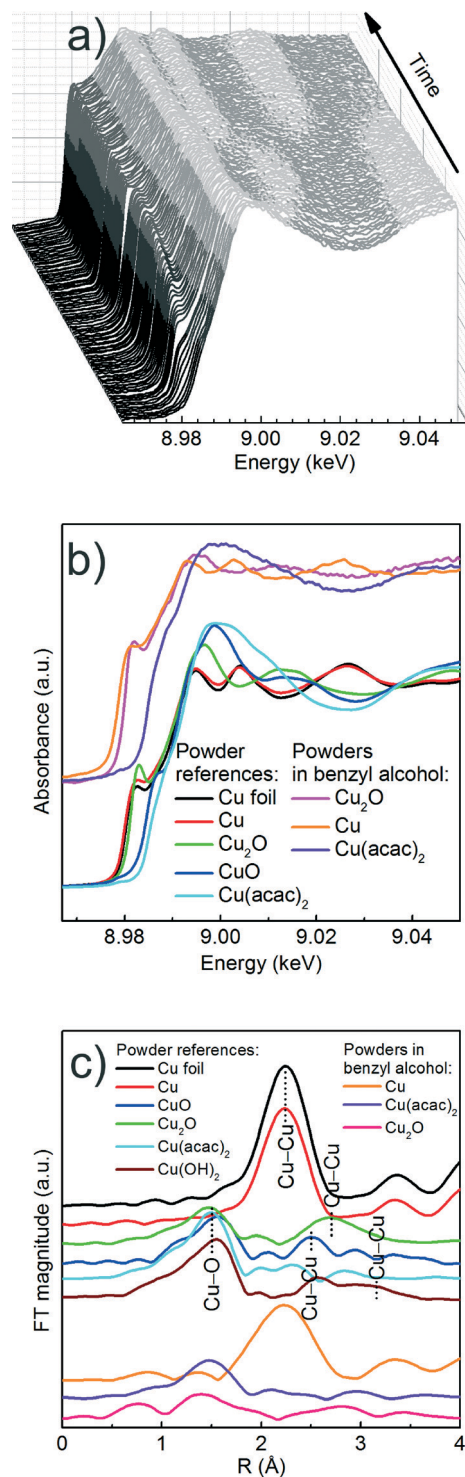 a)
Time
8.98 9.00 9.02 9.04
Energy (keV)
b)
Absorbance (a.u.)
Powder references:
Cu foil
Cu
Cu₂O
CuO
Cu(acac)₂
Powders in benzyl alcohol:
Cu₂O
Cu
Cu(acac)₂
8.98 9.00 9.02 9.04
Energy (keV)
c)
FT magnitude (a.u.)
Powder references:
Cu foil
Cu
CuO
Cu₂O
Cu(acac)₂
Cu(OH)₂
Powders in
benzyl alcohol:
Cu
Cu(acac)₂
Cu₂O
Cu–Cu
Cu–Cu
Cu–O
Cu–Cu
Cu–Cu
0 1 2 3 4
R (Å)